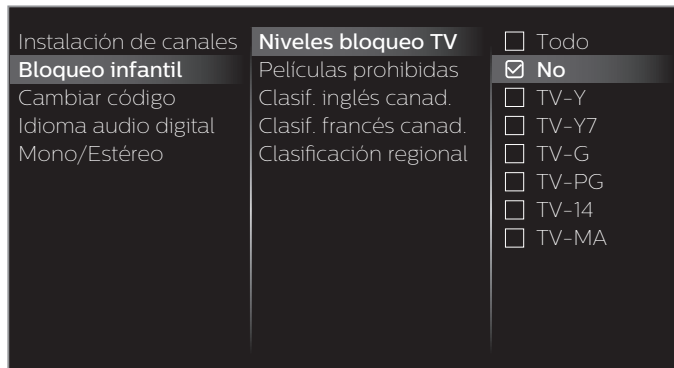 Instalación de canales
Bloqueo infantil
Cambiar código
Idioma audio digital
Mono/Estéreo
Niveles bloqueo TV
Películas prohibidas
Clasif. inglés canad.
Clasif. francés canad.
Clasificación regional
Todo
No
TV-Y
TV-Y7
TV-G
TV-PG
TV-14
TV-MA